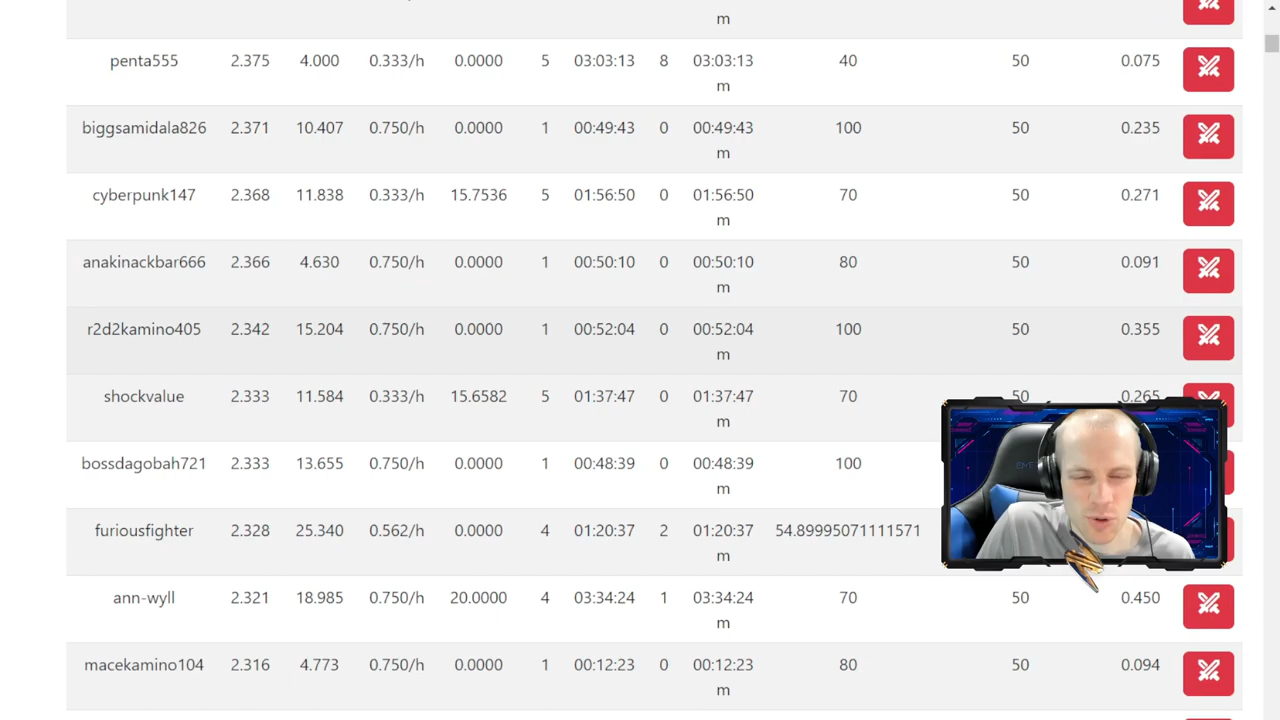 m
penta555 2.375 4.000 0.333/h 0.0000 5 03:03:13 8 03:03:13 40 50 0.075
m
biggsamidala826 2.371 10.407 0.750/h 0.0000 1 00:49:43 0 00:49:43 100 50 0.235
m
cyberpunk147 2.368 11.838 0.333/h 15.7536 5 01:56:50 0 01:56:50 70 50 0.271
m
anakinackbar666 2.366 4.630 0.750/h 0.0000 1 00:50:10 0 00:50:10 80 50 0.091
m
r2d2kamino405 2.342 15.204 0.750/h 0.0000 1 00:52:04 0 00:52:04 100 50 0.355
m
shockvalue 2.333 11.584 0.333/h 15.6582 5 01:37:47 0 01:37:47 70 50 0.265
m
bossdagobah721 2.333 13.655 0.750/h 0.0000 1 00:48:39 0 00:48:39 100
m
furiousfighter 2.328 25.340 0.562/h 0.0000 4 01:20:37 2 01:20:37 54.89995071111571
m
ann-wyll 2.321 18.985 0.750/h 20.0000 4 03:34:24 1 03:34:24 70 50 0.450
m
macekamino104 2.316 4.773 0.750/h 0.0000 1 00:12:23 0 00:12:23 80 50 0.094
m